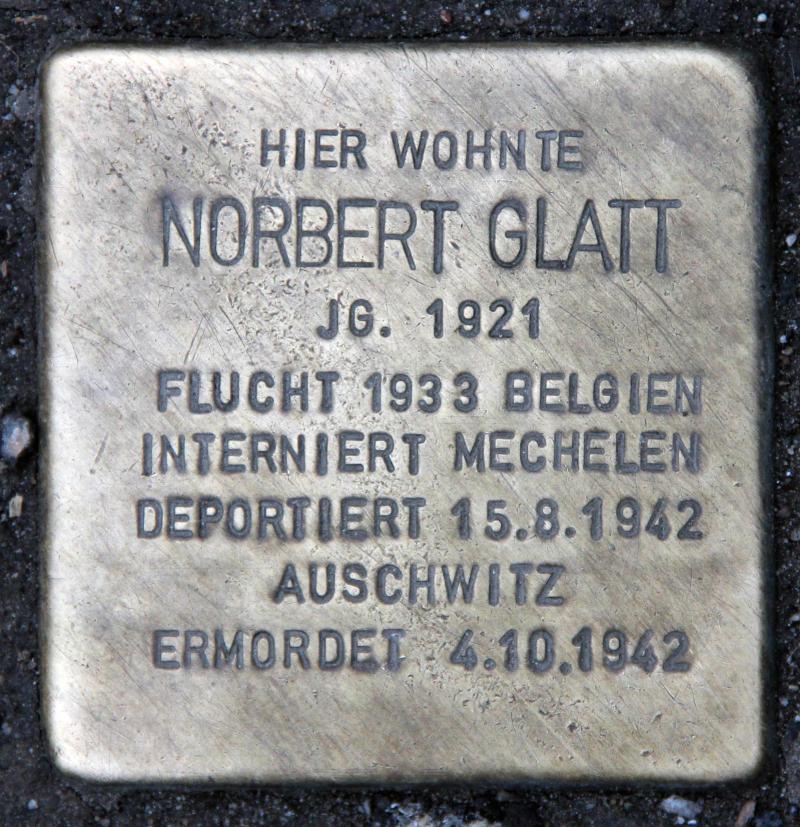 HIER WOHNTE
NORBERT GLATT
JG. 1921
FLUCHT 1933 BELGIEN
INTERNIERT MECHELEN
DEPORTIERT 15.8.1942
AUSCHWITZ
ERMORDET 4.10.1942